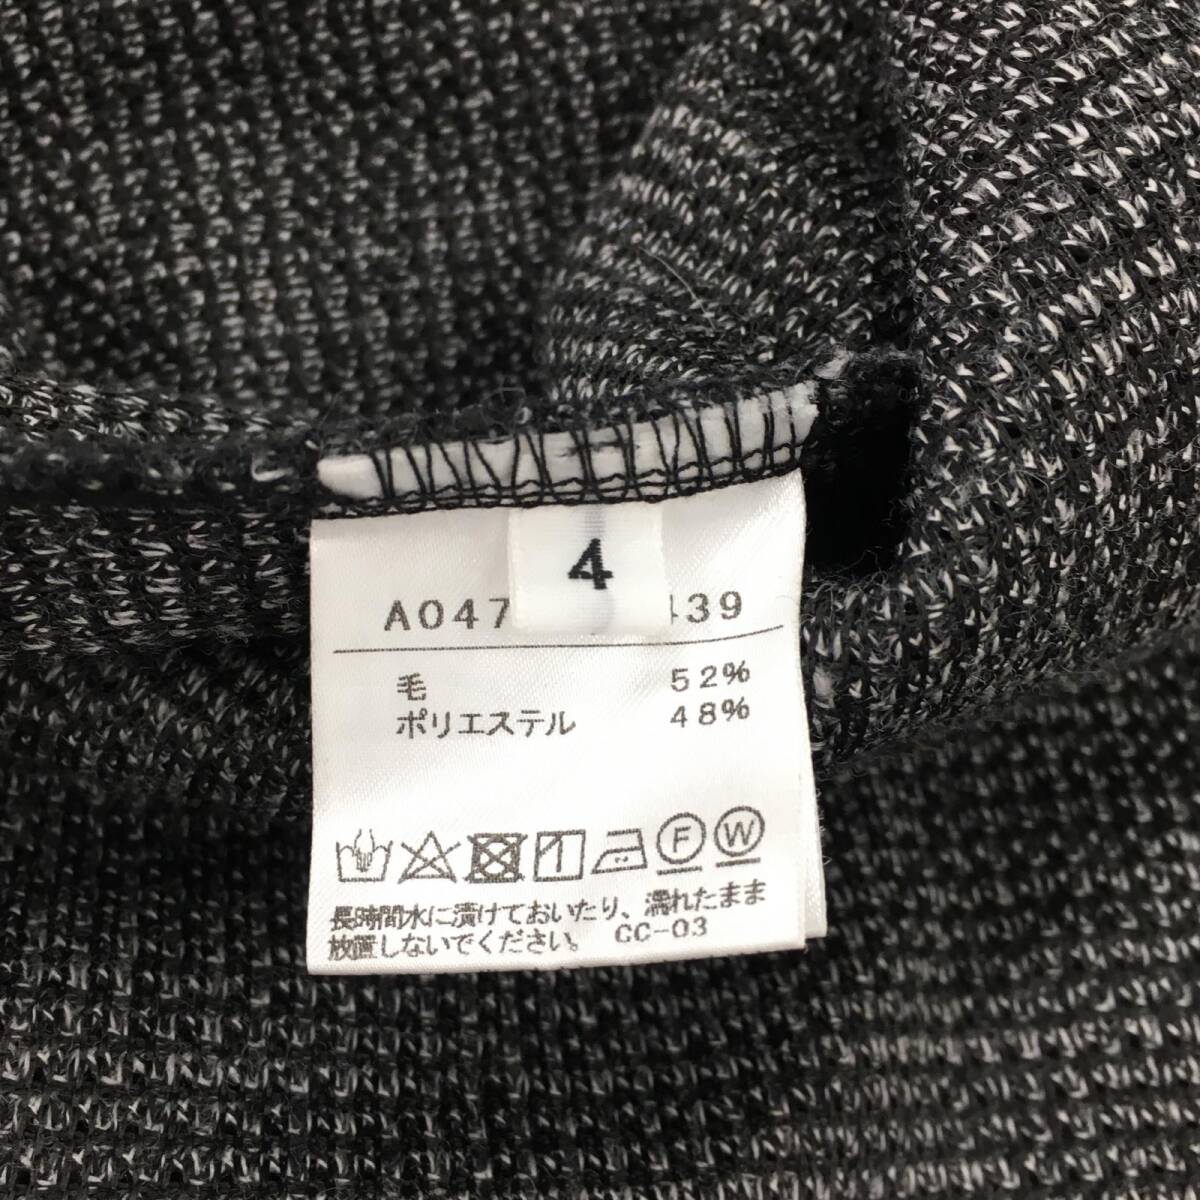 4
A047 439
毛 52%
ポリエステル 48%
F W
長時間水に漬けておいたり、濡れたまま
放置しないでください。 CC-03